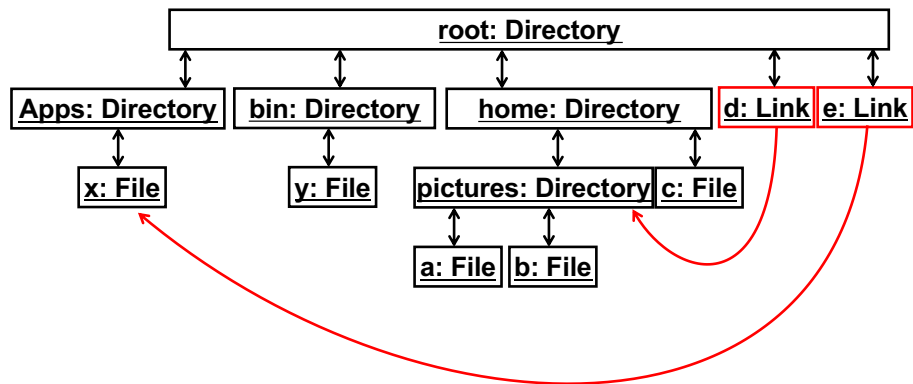 root: Directory
Apps: Directory
bin: Directory
home: Directory
d: Link
e: Link
x: File
y: File
pictures: Directory
c: File
a: File
b: File